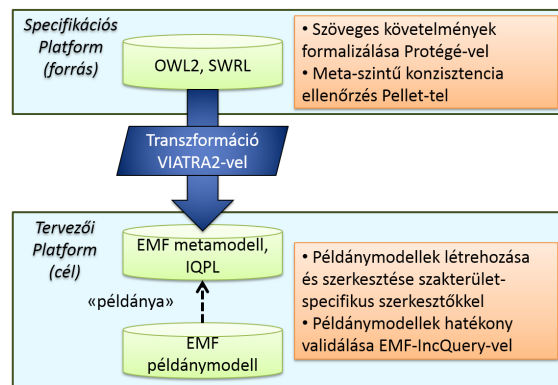 Specifikációs
Platform
(forrás)
OWL2, SWRL
• Szöveges követelmények
formalizálása Protégé-vel
• Meta-szintű konzisztencia
ellenőrzés Pellet-tel
Transzformáció
VIATRA2-vel
Tervezői
Platform
(cél)
EMF metamodell,
IQPL
«példánya»
EMF
példánymodell
• Példánymodellek létrehozása
és szerkesztése szakterület-
specifikus szerkesztőkkel
• Példánymodellek hatékony
validálása EMF-IncQuery-vel